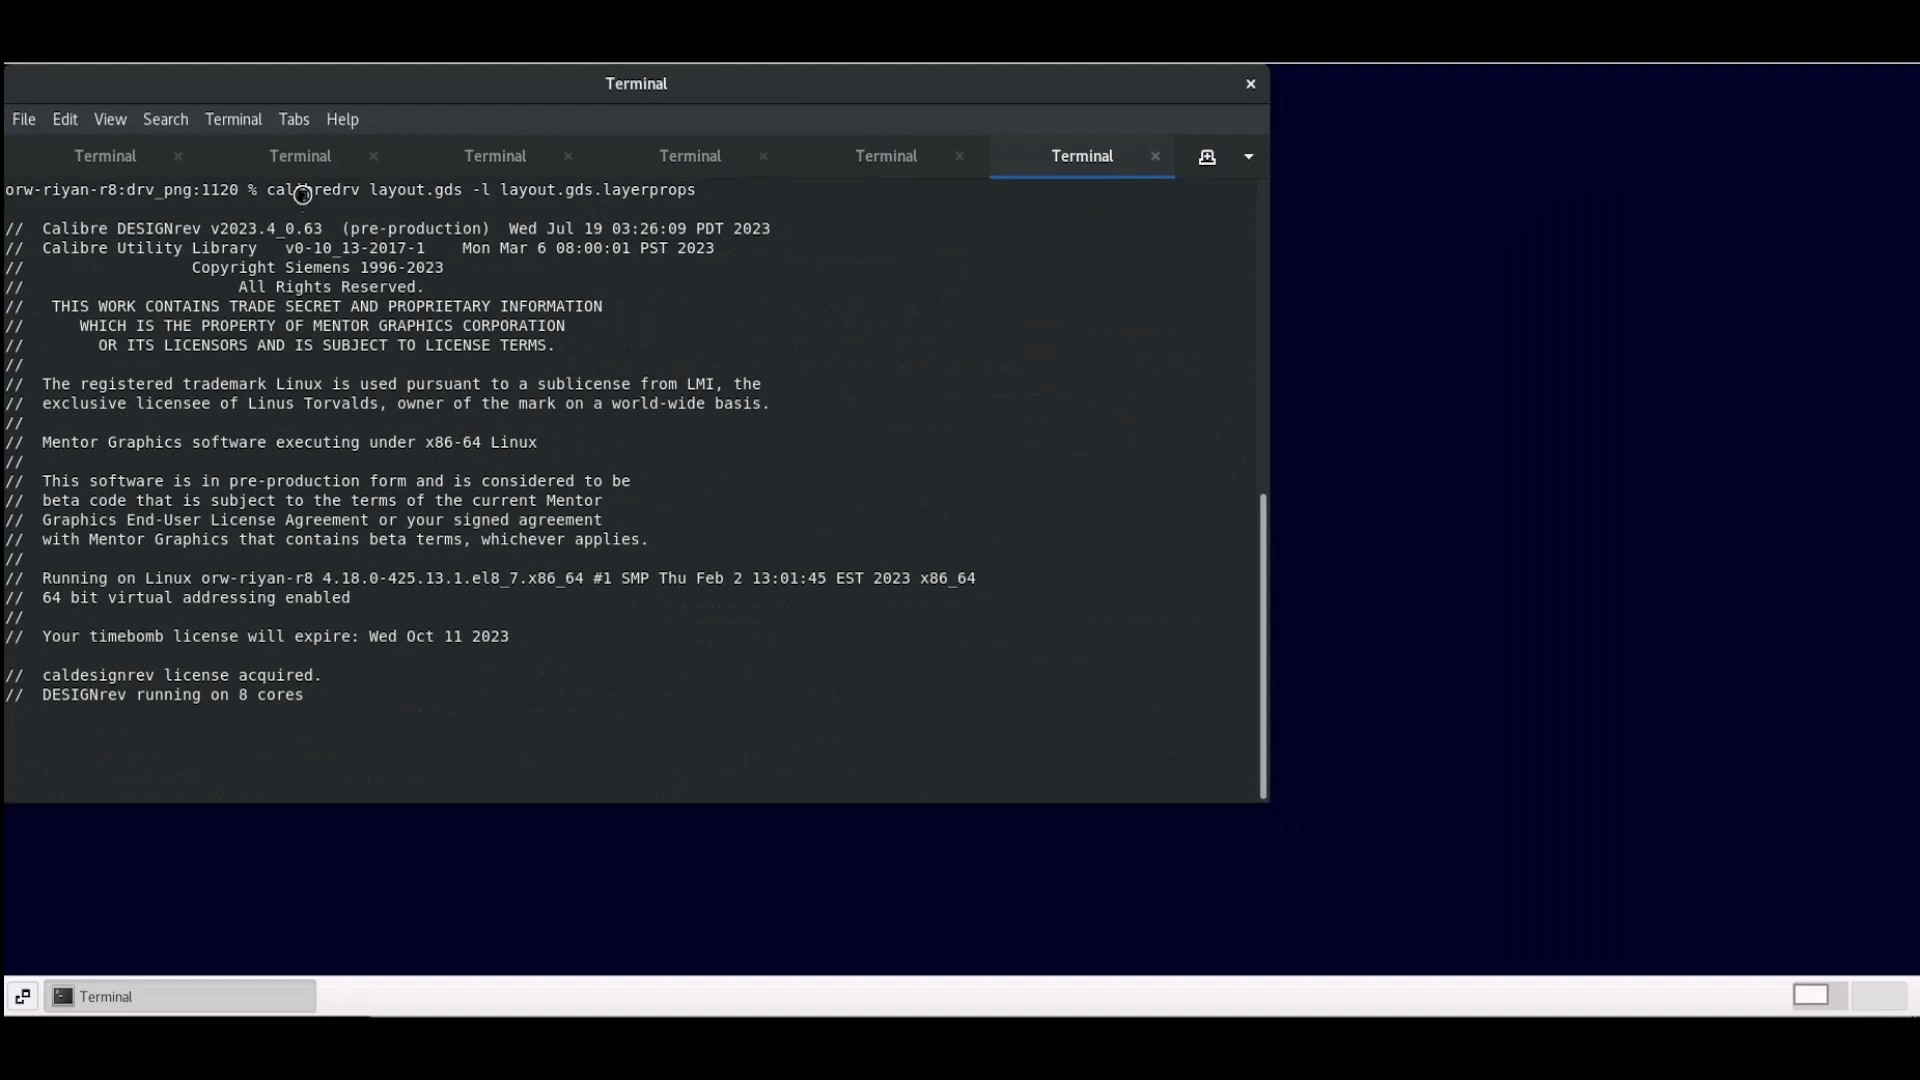 Terminal
File Edit View Search Terminal Tabs Help
Terminal Terminal Terminal Terminal Terminal Terminal
orw-riyan-r8:drv_png:1120 % calibredrv layout.gds -l layout.gds.layerprops
// Calibre DESIGNrev v2023.4_0.63 (pre-production) Wed Jul 19 03:26:09 PDT 2023
// Calibre Utility Library v0-10_13-2017-1 Mon Mar 6 08:00:01 PST 2023
// Copyright Siemens 1996-2023
// All Rights Reserved.
// THIS WORK CONTAINS TRADE SECRET AND PROPRIETARY INFORMATION
// WHICH IS THE PROPERTY OF MENTOR GRAPHICS CORPORATION
// OR ITS LICENSORS AND IS SUBJECT TO LICENSE TERMS.
//
// The registered trademark Linux is used pursuant to a sublicense from LMI, the
// exclusive licensee of Linus Torvalds, owner of the mark on a world-wide basis.
//
// Mentor Graphics software executing under x86-64 Linux
//
// This software is in pre-production form and is considered to be
// beta code that is subject to the terms of the current Mentor
// Graphics End-User License Agreement or your signed agreement
// with Mentor Graphics that contains beta terms, whichever applies.
//
// Running on Linux orw-riyan-r8 4.18.0-425.13.1.el8_7.x86_64 #1 SMP Thu Feb 2 13:01:45 EST 2023 x86_64
// 64 bit virtual addressing enabled
//
// Your timebomb license will expire: Wed Oct 11 2023
// caldesignrev license acquired.
// DESIGNrev running on 8 cores
Terminal